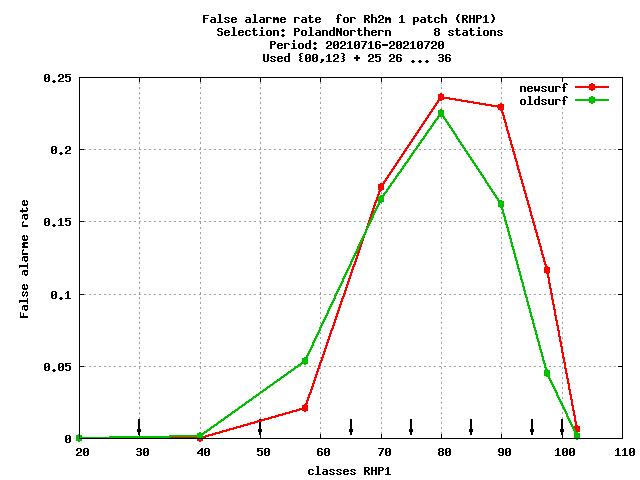 False alarme rate  for Rh2m 1 patch (RHP1)
Selection: PolandNorthern      8 stations
Period: 20210716-20210720
Used {00,12} + 25 26 ... 36
0.25
newsurf
oldsurf
0.2
0.15
False alarme rate
0.1
0.05
0
20 30 40 50 60 70 80 90 100 110
classes RHP1